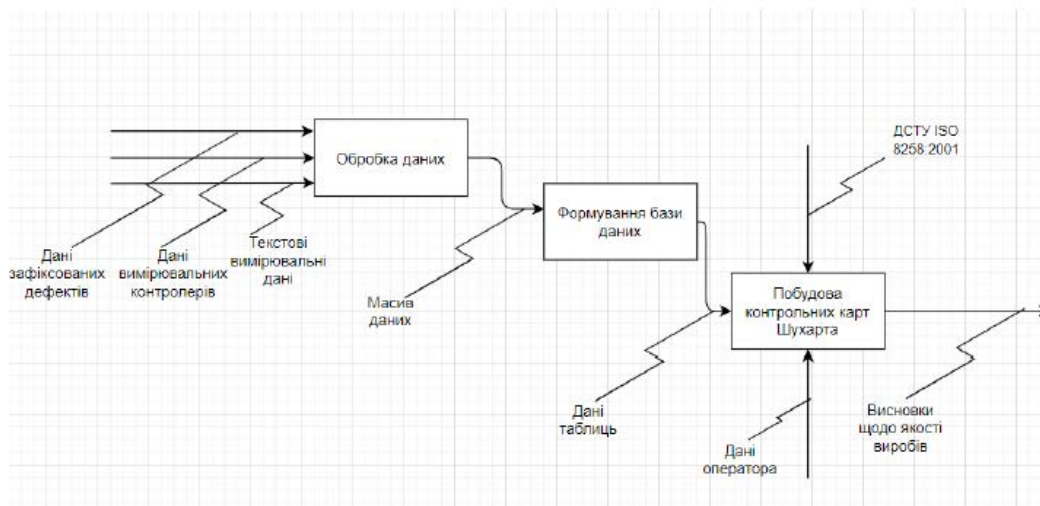 ДСТУ ISO
8258:2001
Обробка даних
Формування бази
даних
Дані
зафіксованих
дефектів
Дані
вимірювальних
контролерів
Текстові
вимірювальні
дані
Масив
даних
Побудова
контрольних карт
Шухарта
Дані
таблиць
Дані
оператора
Висновки
щодо якості
виробів